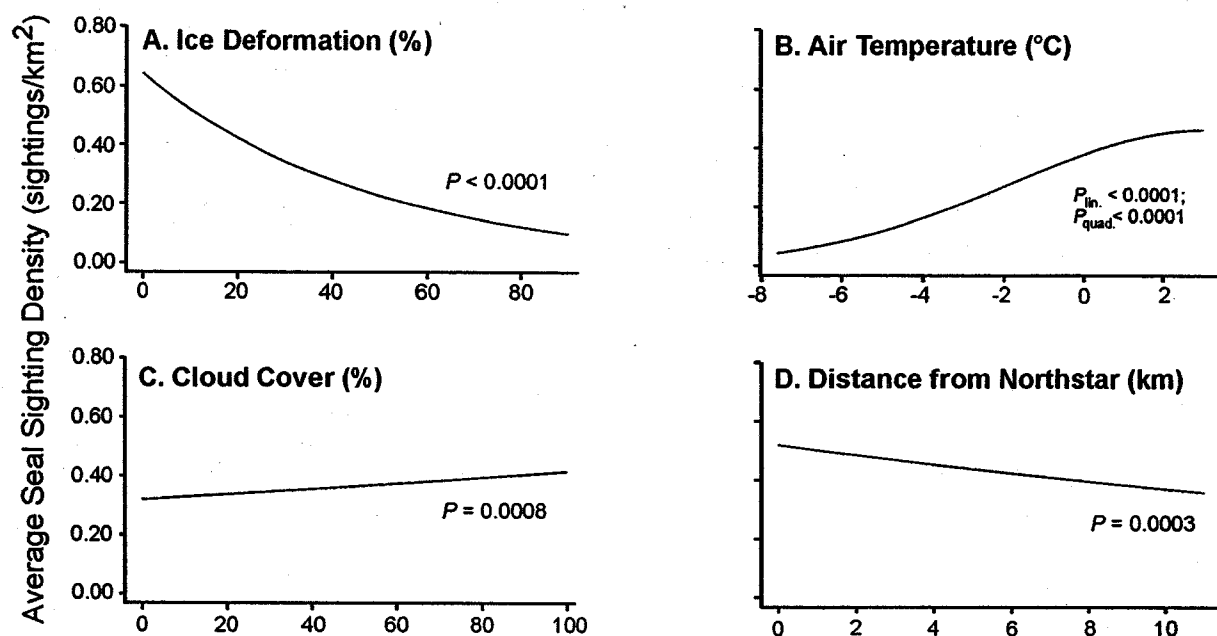 Average Seal Sighting Density (sightings/km²)
A. Ice Deformation (%)
0.80
0.60
0.40
0.20
0.00
P < 0.0001
0 20 40 60 80
B. Air Temperature (°C)
Plin. < 0.0001;
Pquad.< 0.0001
-8 -6 -4 -2 0 2
C. Cloud Cover (%)
0.80
0.60
0.40
0.20
0.00
P = 0.0008
0 20 40 60 80 100
D. Distance from Northstar (km)
P = 0.0003
0 2 4 6 8 10